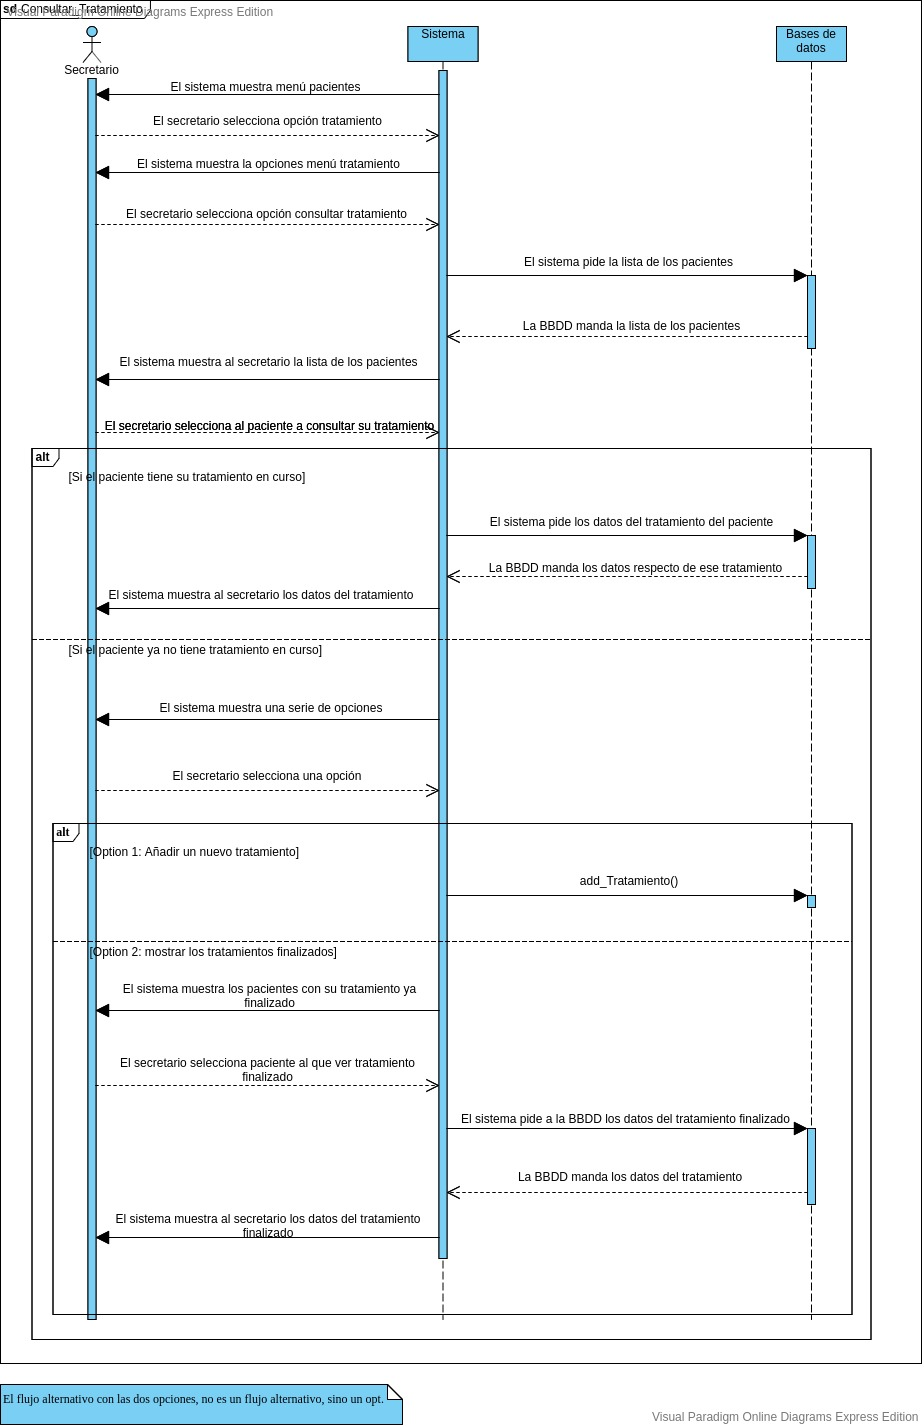 sd Consultar_Tratamiento
Visual Paradigm Online Diagrams Express Edition
Secretario
Sistema
Bases de
datos
El sistema muestra menú pacientes
El secretario selecciona opción tratamiento
El sistema muestra la opciones menú tratamiento
El secretario selecciona opción consultar tratamiento
El sistema pide la lista de los pacientes
La BBDD manda la lista de los pacientes
El sistema muestra al secretario la lista de los pacientes
El secretario selecciona al paciente a consultar su tratamiento
alt
[Si el paciente tiene su tratamiento en curso]
El sistema pide los datos del tratamiento del paciente
La BBDD manda los datos respecto de ese tratamiento
El sistema muestra al secretario los datos del tratamiento
[Si el paciente ya no tiene tratamiento en curso]
El sistema muestra una serie de opciones
El secretario selecciona una opción
alt
[Option 1: Añadir un nuevo tratamiento]
add_Tratamiento()
[Option 2: mostrar los tratamientos finalizados]
El sistema muestra los pacientes con su tratamiento ya
finalizado
El secretario selecciona paciente al que ver tratamiento
finalizado
El sistema pide a la BBDD los datos del tratamiento finalizado
La BBDD manda los datos del tratamiento
El sistema muestra al secretario los datos del tratamiento
finalizado
El flujo alternativo con las dos opciones, no es un flujo alternativo, sino un opt.
Visual Paradigm Online Diagrams Express Edition